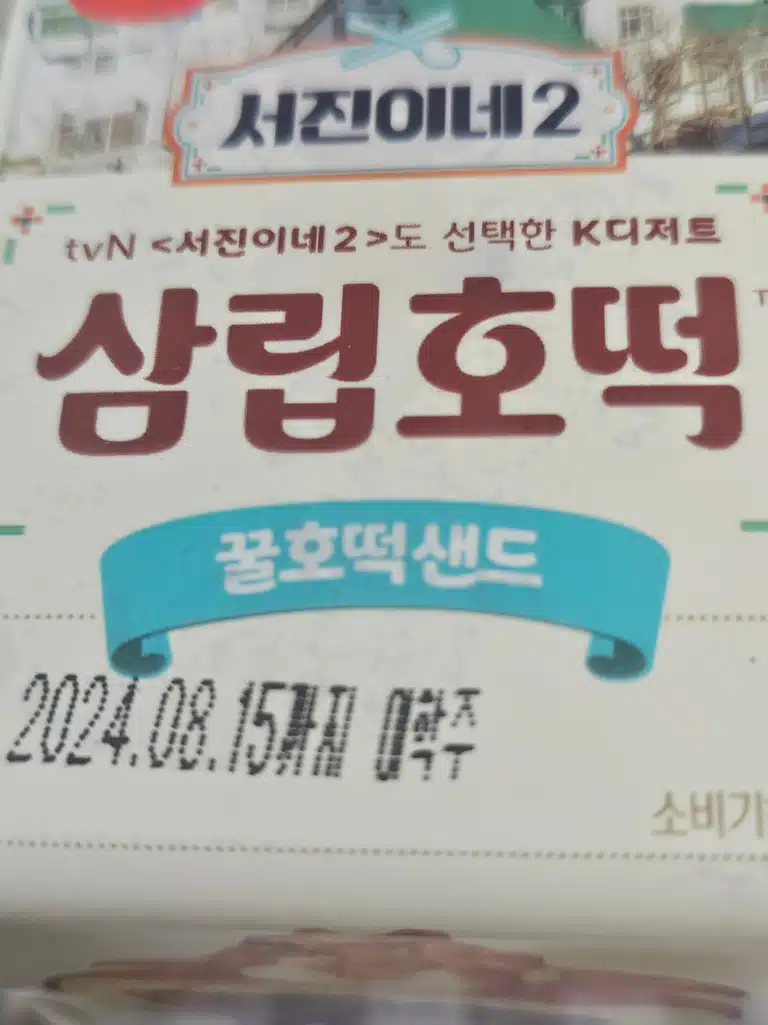 서진이네2
tvN <서진이네2>도 선택한 K디저트
삼립호떡
꿀호떡샌드
2024.08.15까지
소비기